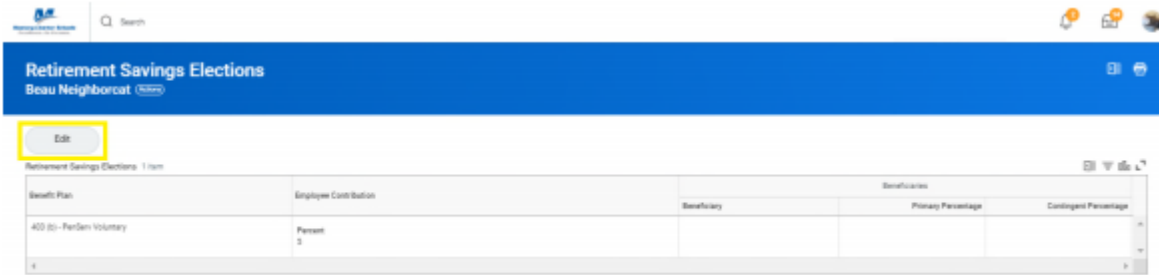 Search
Retirement Savings Elections
Beau Neighborcat Actions
Edit
Retirement Savings Elections 1 item
Benefit Plan
Employee Contribution
Beneficiaries
Beneficiary
Primary Percentage
Contingent Percentage
403 (b) - PenServ Voluntary
Percent
3